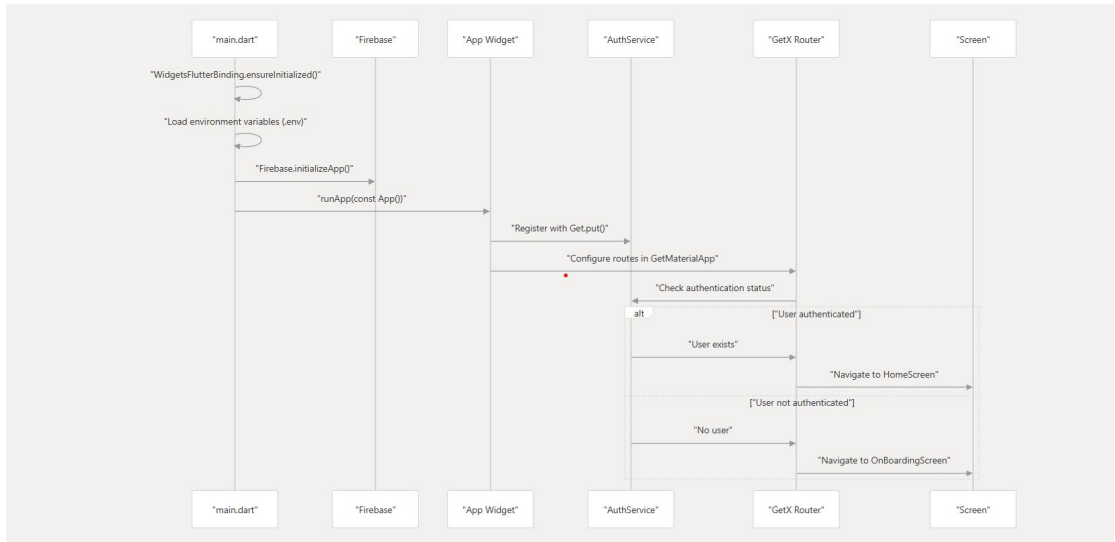 "main.dart" "Firebase" "App Widget" "AuthService" "GetX Router" "Screen"
"WidgetsFlutterBinding.ensureInitialized()"
"Load environment variables (.env)"
"Firebase.initializeApp()"
"runApp(const App())"
"Register with Get.put()"
"Configure routes in GetMaterialApp"
"Check authentication status"
alt ["User authenticated"]
"User exists"
"Navigate to HomeScreen"
["User not authenticated"]
"No user"
"Navigate to OnBoardingScreen"
"main.dart" "Firebase" "App Widget" "AuthService" "GetX Router" "Screen"